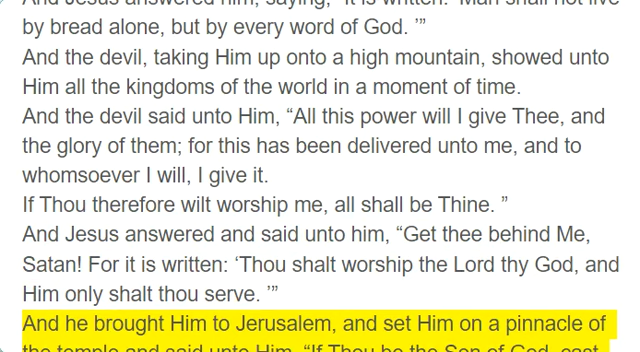 And Jesus answered him, saying, “It is written: ‘Man shall not live
by bread alone, but by every word of God. ’”
And the devil, taking Him up onto a high mountain, showed unto
Him all the kingdoms of the world in a moment of time.
And the devil said unto Him, “All this power will I give Thee, and
the glory of them; for this has been delivered unto me, and to
whomsoever I will, I give it.
If Thou therefore wilt worship me, all shall be Thine. ”
And Jesus answered and said unto him, “Get thee behind Me,
Satan! For it is written: ‘Thou shalt worship the Lord thy God, and
Him only shalt thou serve. ’”
And he brought Him to Jerusalem, and set Him on a pinnacle of
the temple and said unto Him, “If Thou be the Son of God, cast